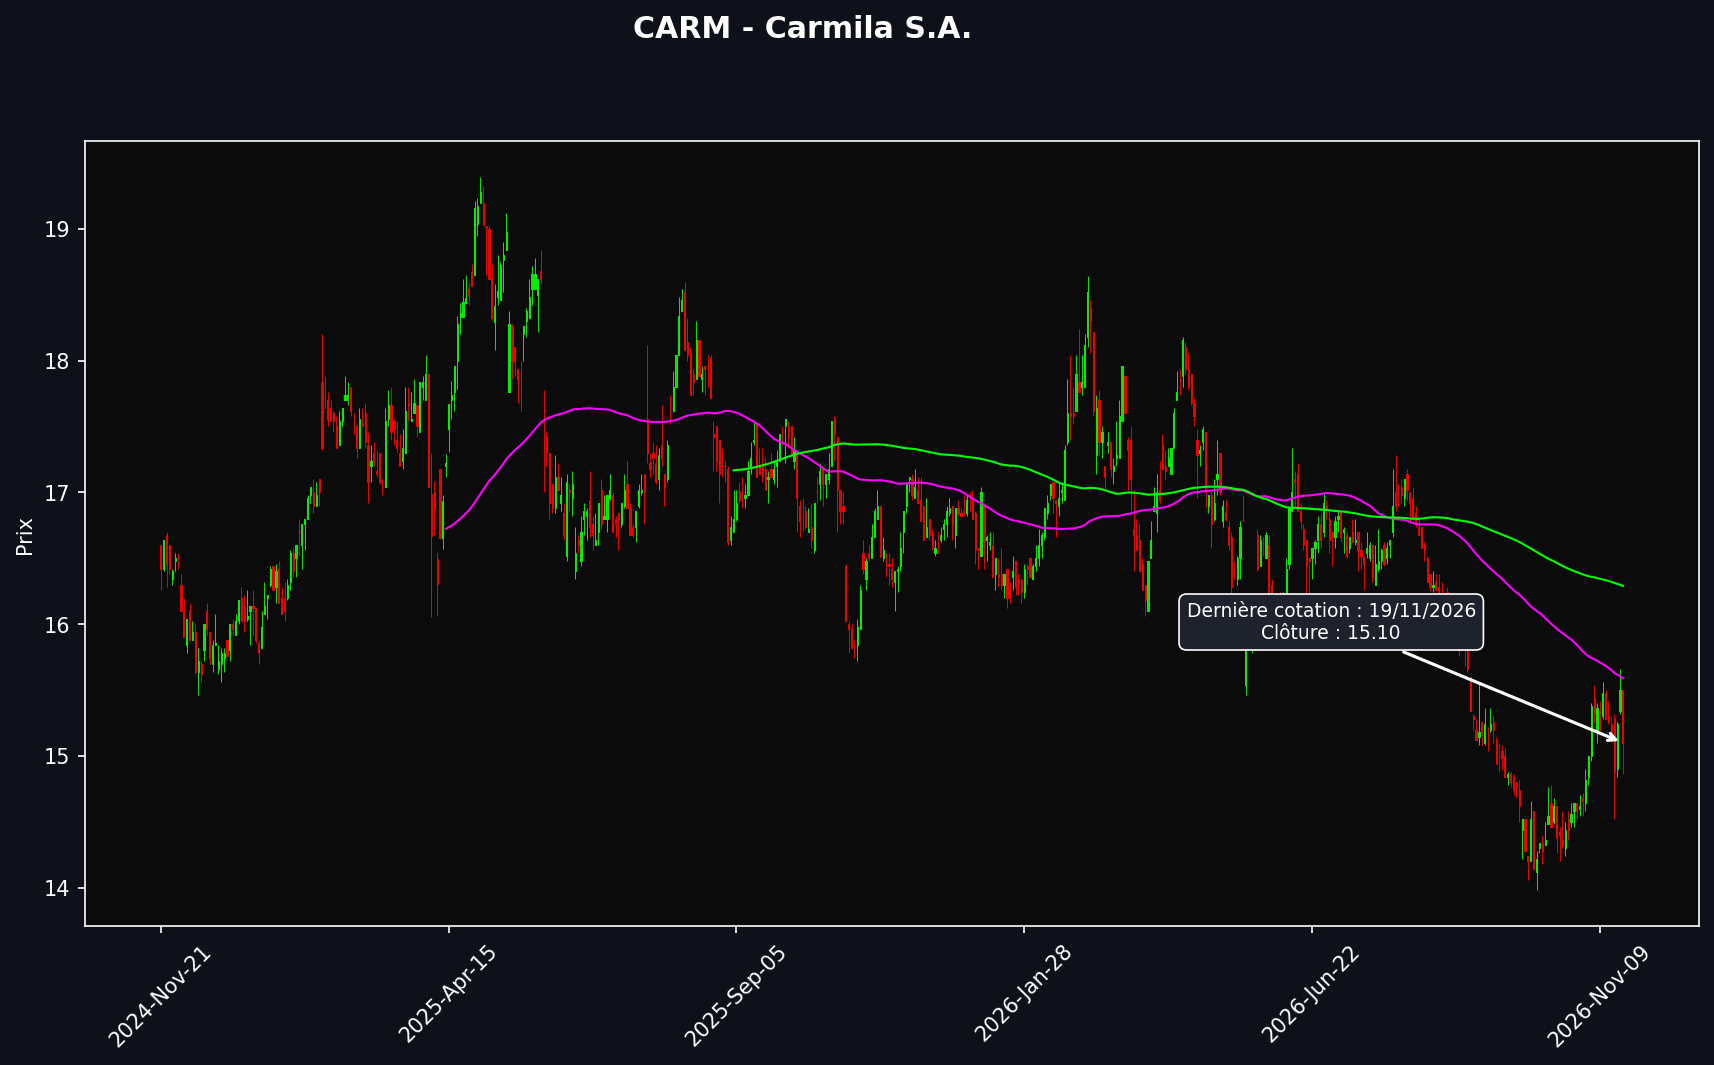 CARM - Carmila S.A.
Prix
19
18
17
16
15
14
Dernière cotation : 19/11/2026
Clôture : 15.10
2024-Nov-21
2025-Apr-15
2025-Sep-05
2026-Jan-28
2026-Jun-22
2026-Nov-09